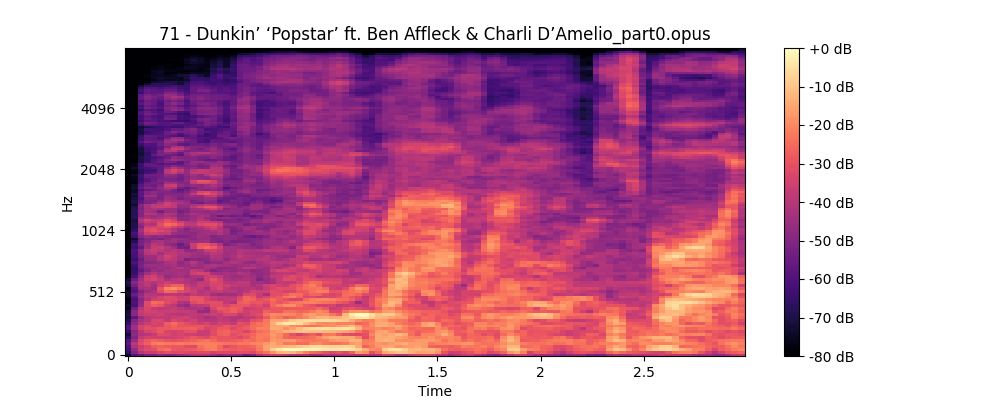 71 - Dunkin’ ‘Popstar’ ft. Ben Affleck & Charli D’Amelio_part0.opus
Hz
4096
2048
1024
512
0
0
0.5
1
1.5
2
2.5
Time
+0 dB
-10 dB
-20 dB
-30 dB
-40 dB
-50 dB
-60 dB
-70 dB
-80 dB